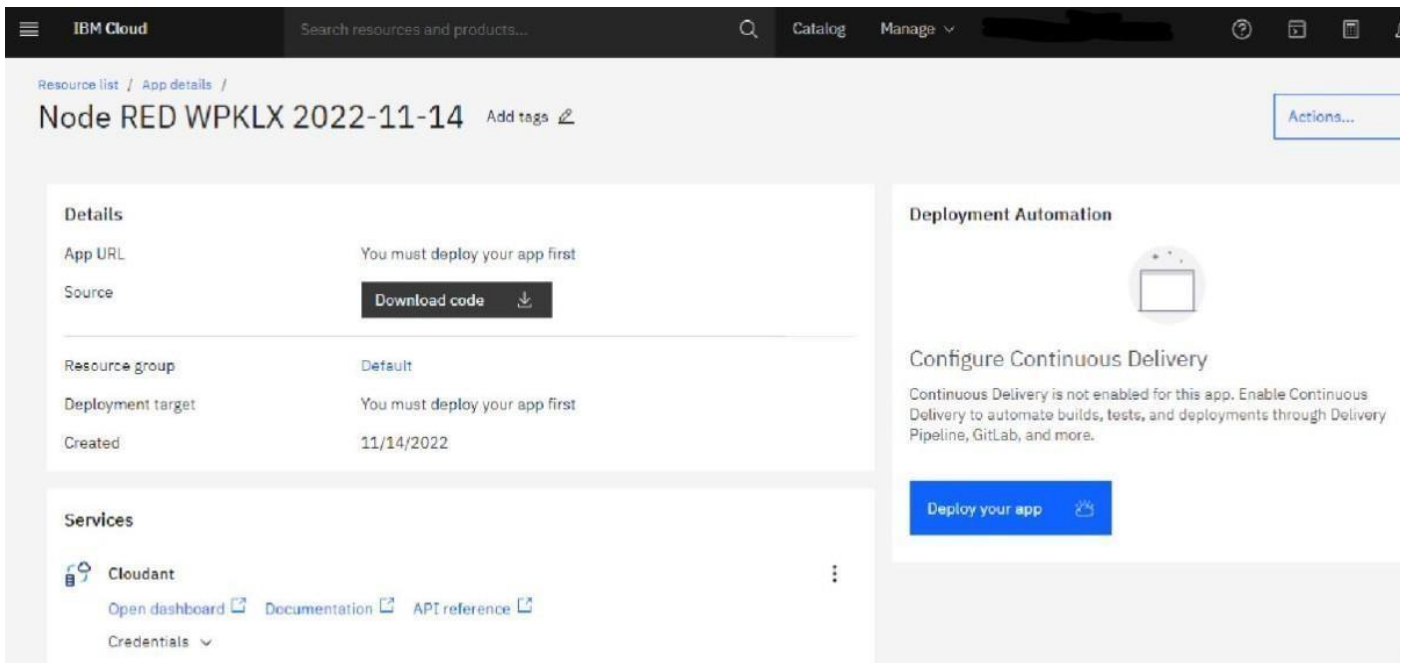 IBM Cloud
Search resources and products...
Catalog
Manage
Resource list / App details /
Node RED WPKLX 2022-11-14
Add tags
Actions...
Details
App URL
You must deploy your app first
Source
Download code
Resource group
Default
Deployment target
You must deploy your app first
Created
11/14/2022
Services
Cloudant
Open dashboard
Documentation
API reference
Credentials
Deployment Automation
Configure Continuous Delivery
Continuous Delivery is not enabled for this app. Enable Continuous
Delivery to automate builds, tests, and deployments through Delivery
Pipeline, GitLab, and more.
Deploy your app